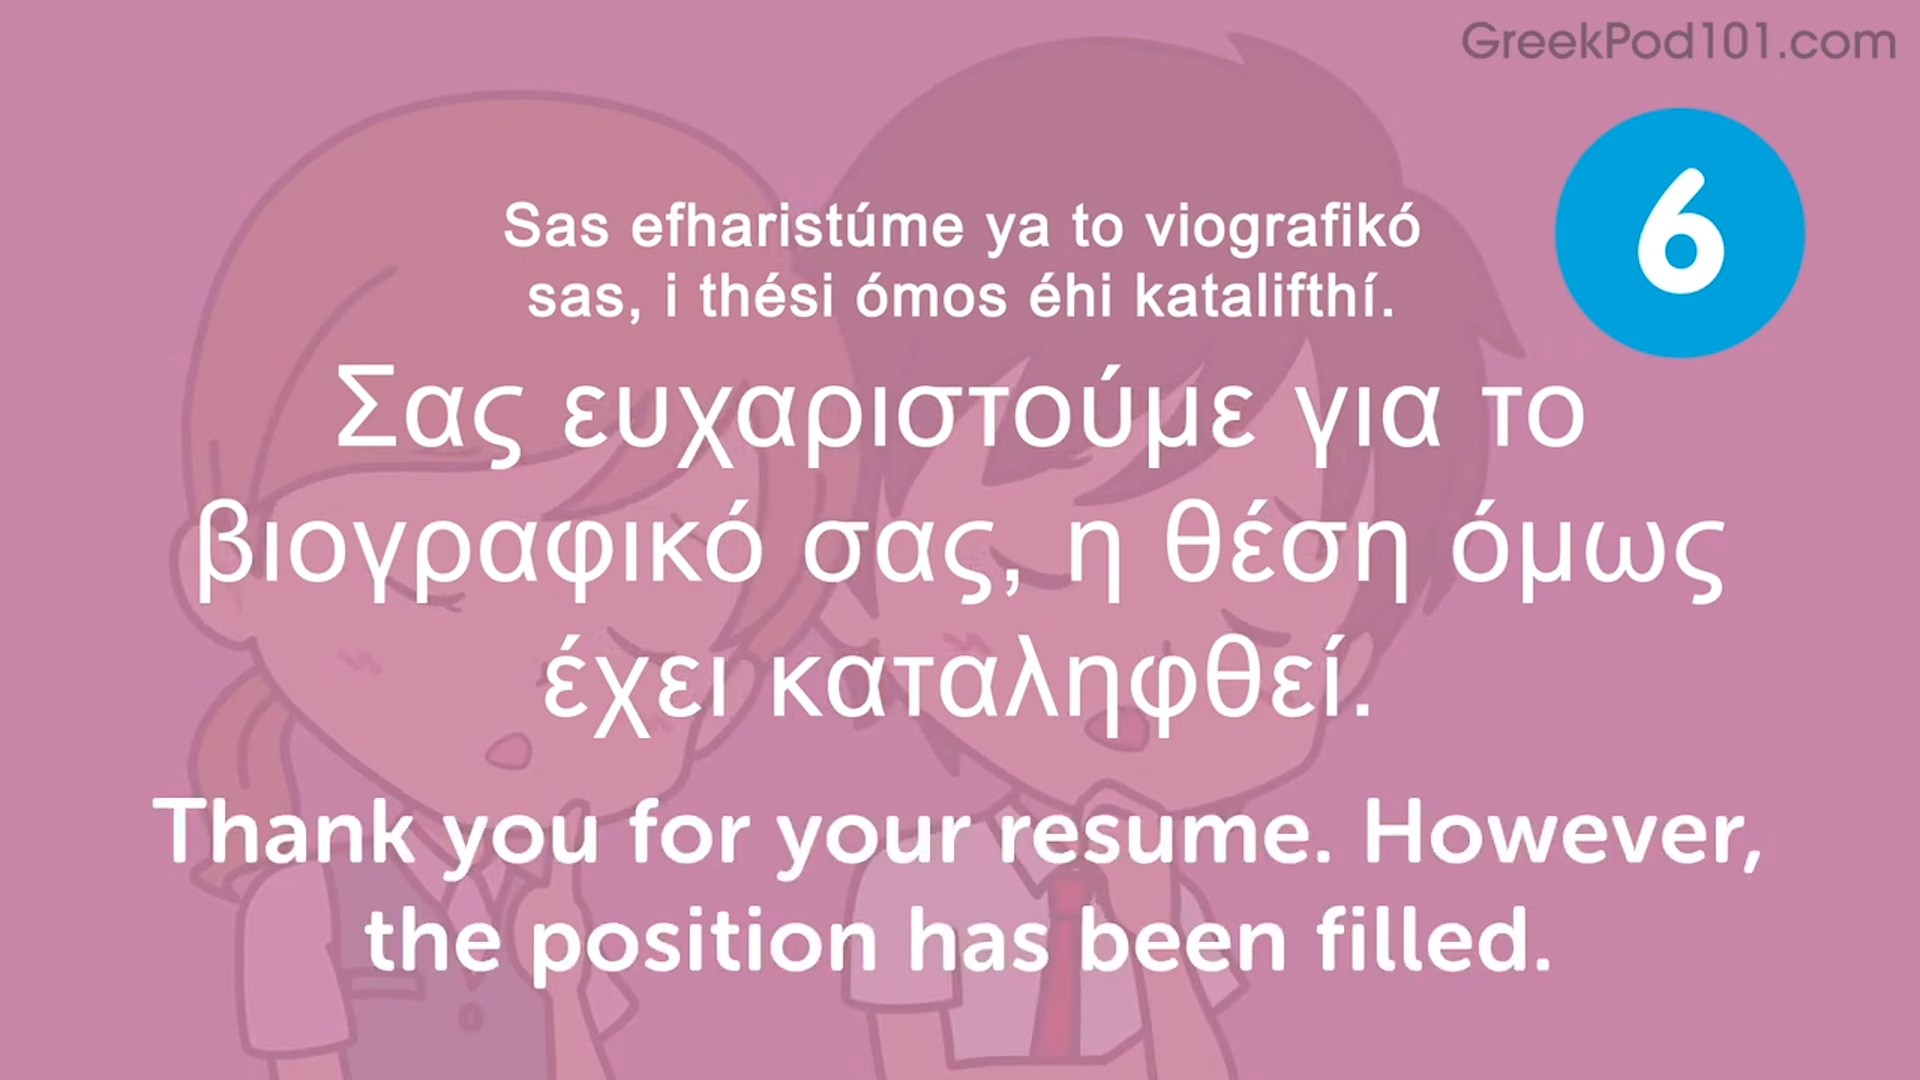 GreekPod101.com
6
Sas efharistúme ya to viografikó
sas, i thési ómos éhi katalifthí.
Σας ευχαριστούμε για το
βιογραφικό σας, η θέση όμως
έχει καταληφθεί.
Thank you for your resume. However,
the position has been filled.